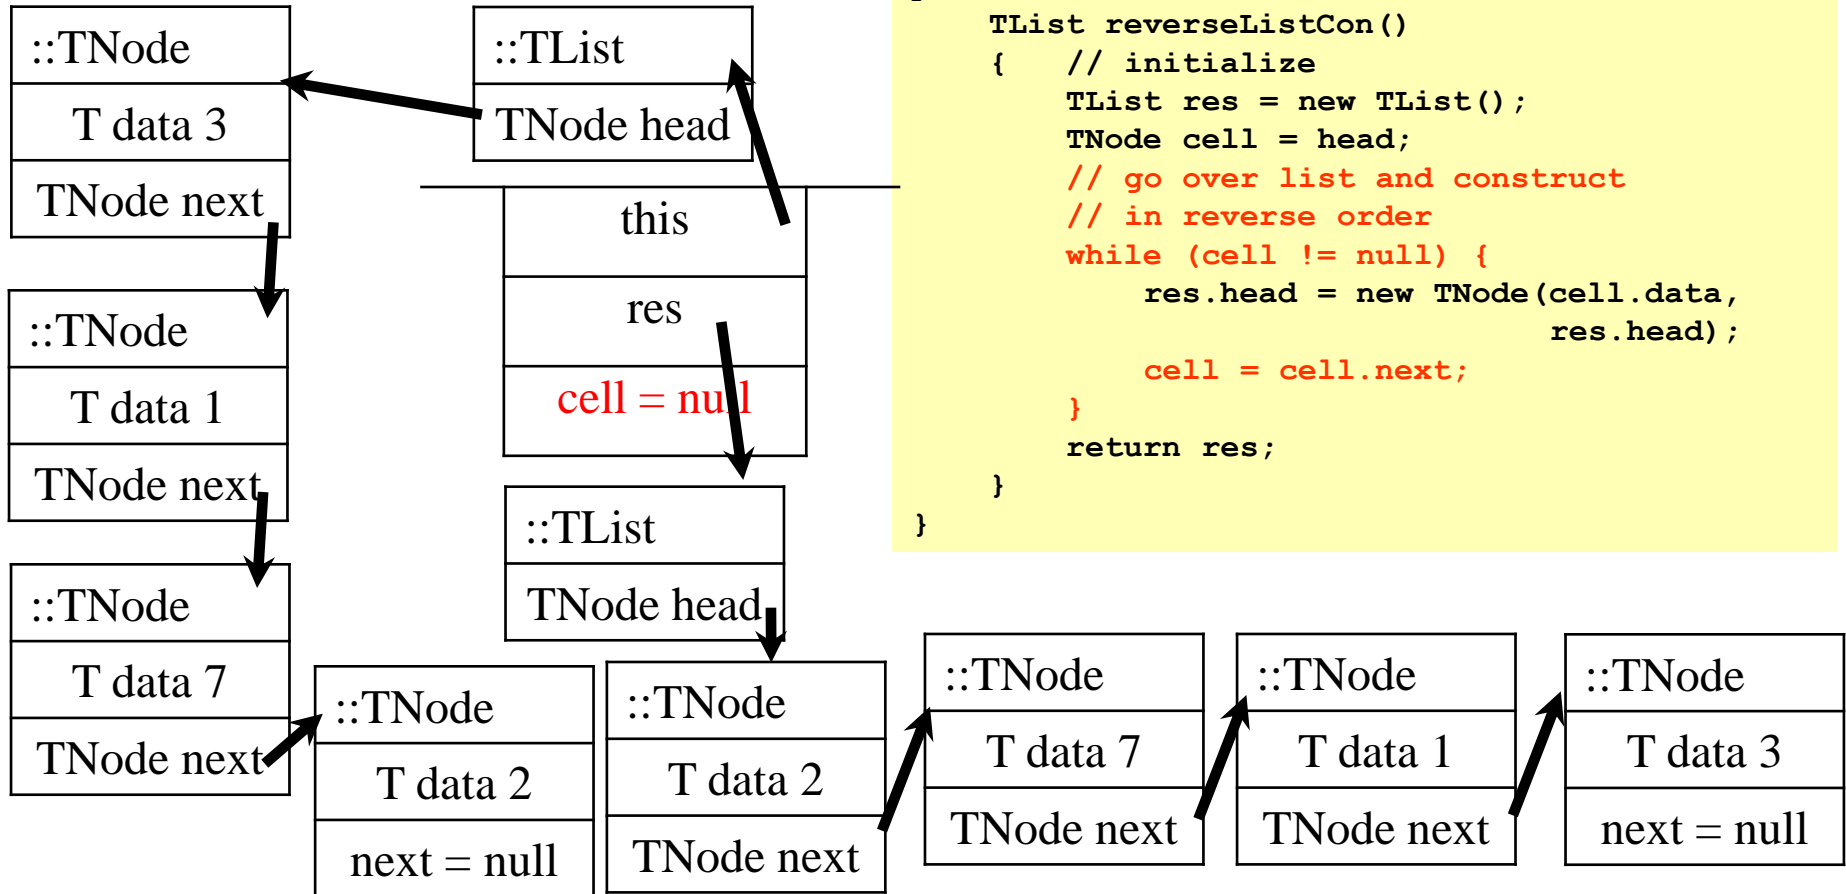 ::TNode
T data 3
TNode next
::TNode
T data 1
TNode next
::TNode
T data 7
TNode next
::TNode
T data 2
next = null
::TList
TNode head
this
res
cell = null
::TList
TNode head
::TNode
T data 2
TNode next
::TNode
T data 7
TNode next
::TNode
T data 1
TNode next
::TNode
T data 3
next = null
TList reverseListCon()
{ // initialize
TList res = new TList();
TNode cell = head;
// go over list and construct
// in reverse order
while (cell != null) {
res.head = new TNode(cell.data,
res.head);
cell = cell.next;
}
return res;
}
}